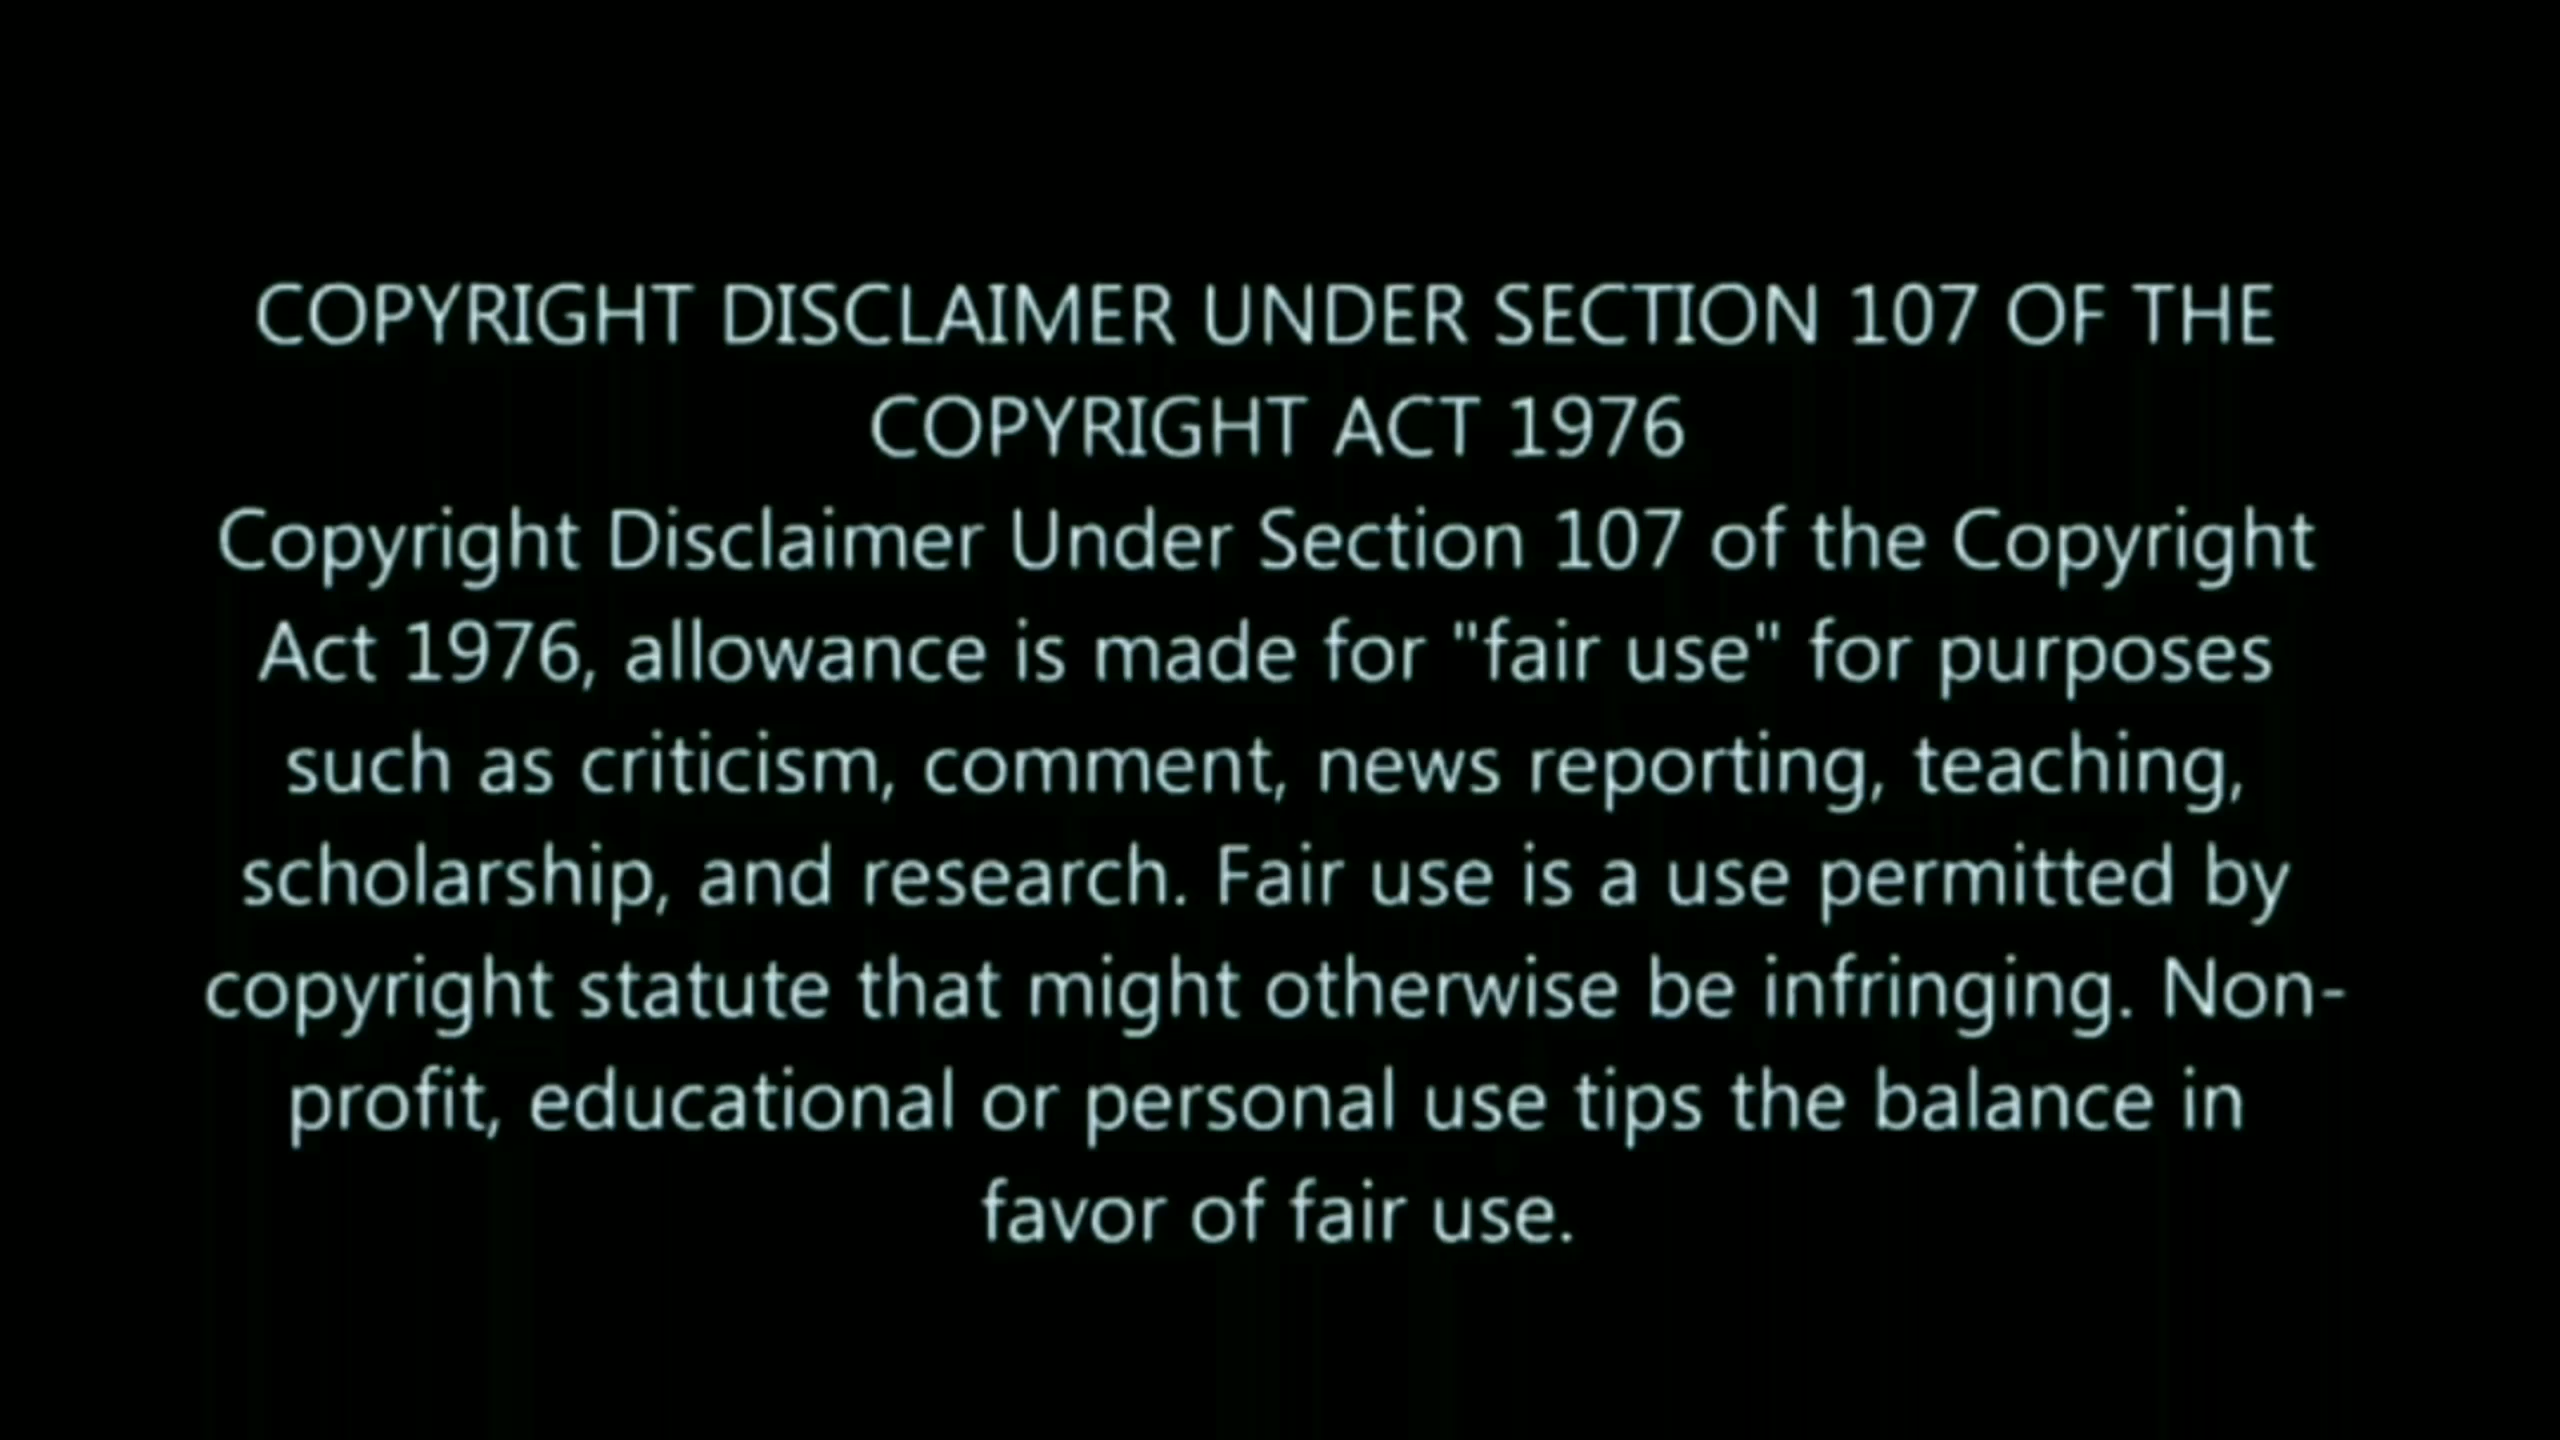 COPYRIGHT DISCLAIMER UNDER SECTION 107 OF THE
COPYRIGHT ACT 1976
Copyright Disclaimer Under Section 107 of the Copyright
Act 1976, allowance is made for "fair use" for purposes
such as criticism, comment, news reporting, teaching,
scholarship, and research. Fair use is a use permitted by
copyright statute that might otherwise be infringing. Non-
profit, educational or personal use tips the balance in
favor of fair use.